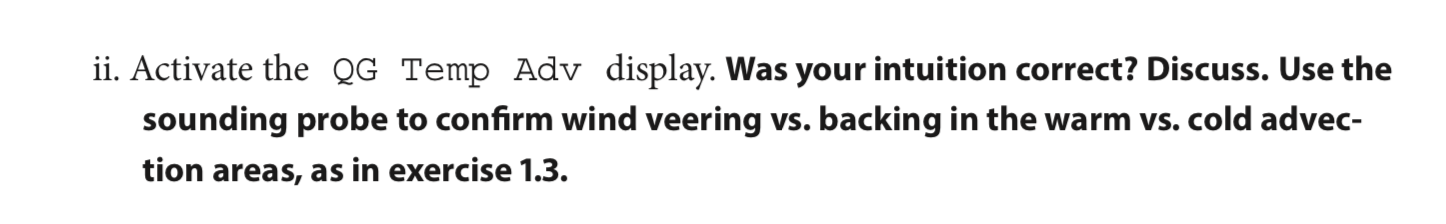 ii. Activate the QG Temp Adv display. Was your intuition correct? Discuss. Use the
sounding probe to confirm wind veering vs. backing in the warm vs. cold advec-
tion areas, as in exercise 1.3.